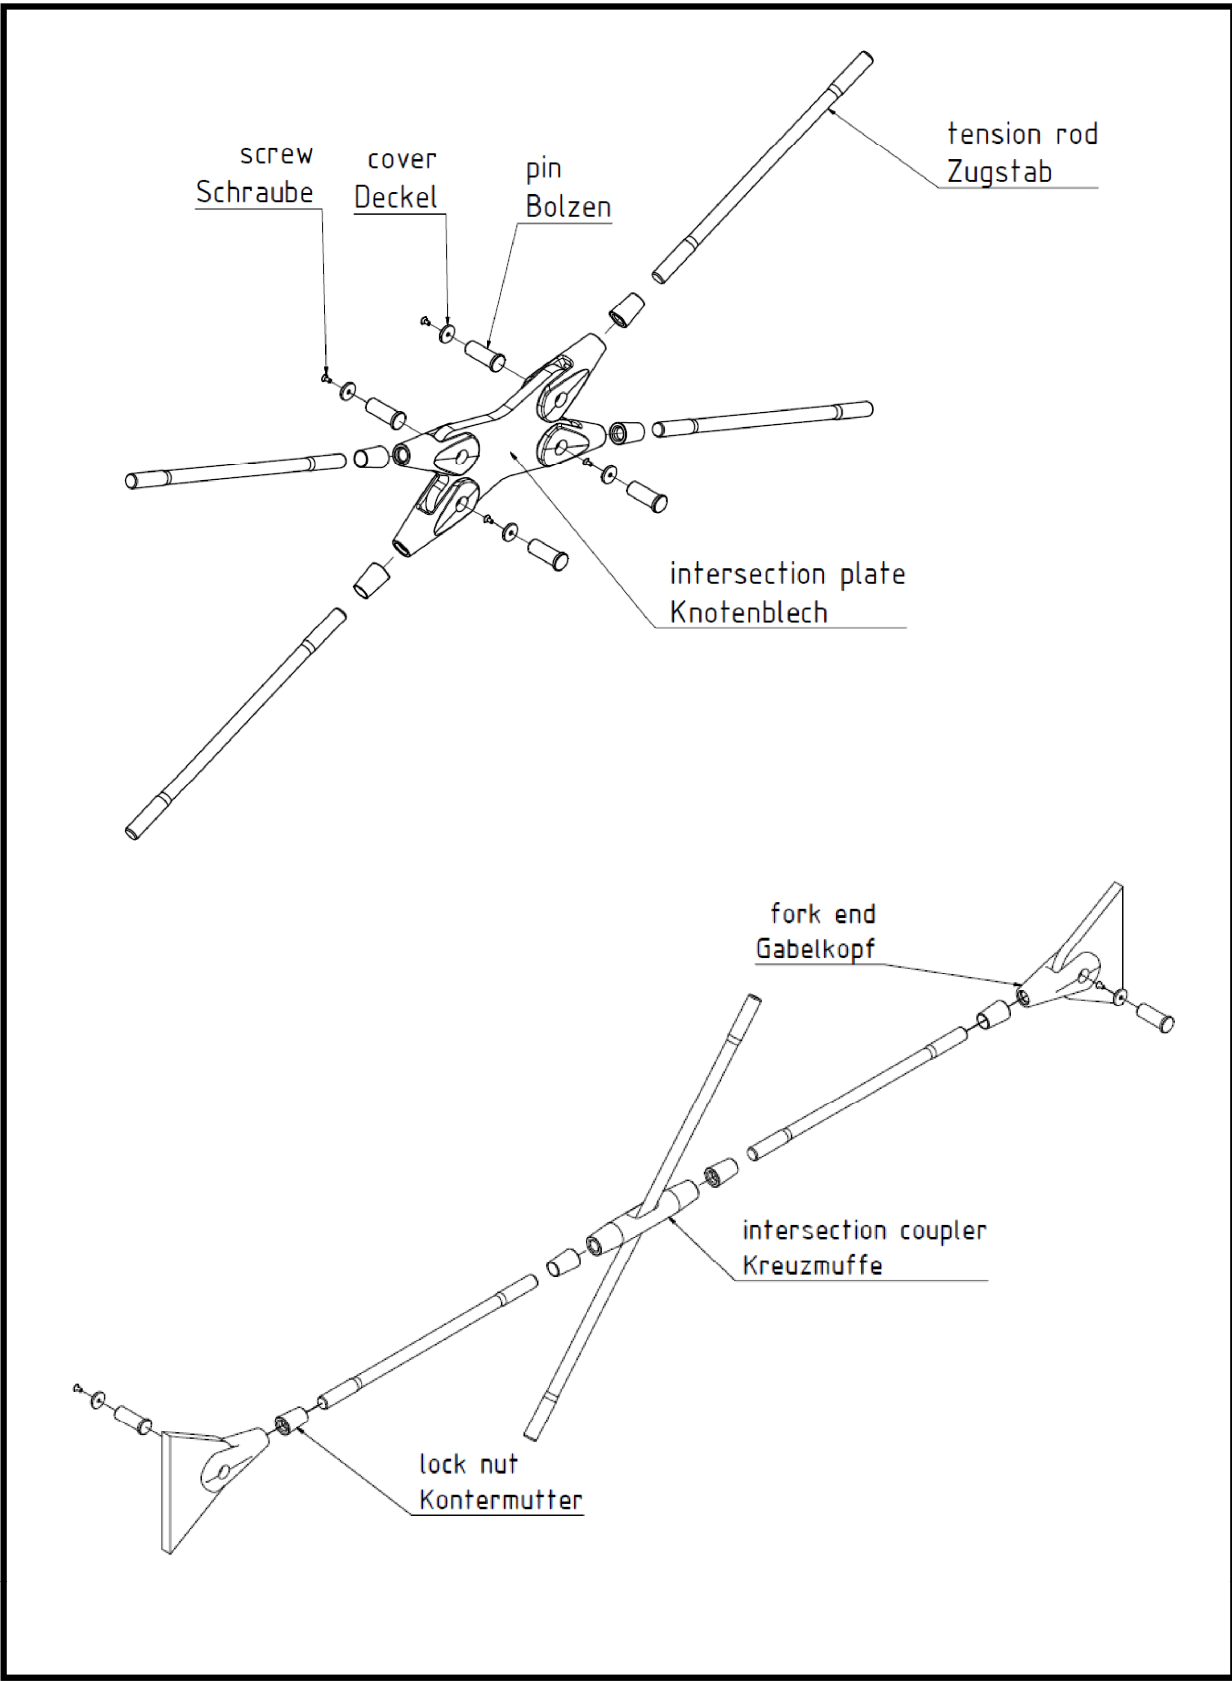 tension rod
Zugstab
screw
Schraube
cover
Deckel
pin
Bolzen
intersection plate
Knotenblech
fork end
Gabelkopf
intersection coupler
Kreuzmuffe
lock nut
Kontermutter